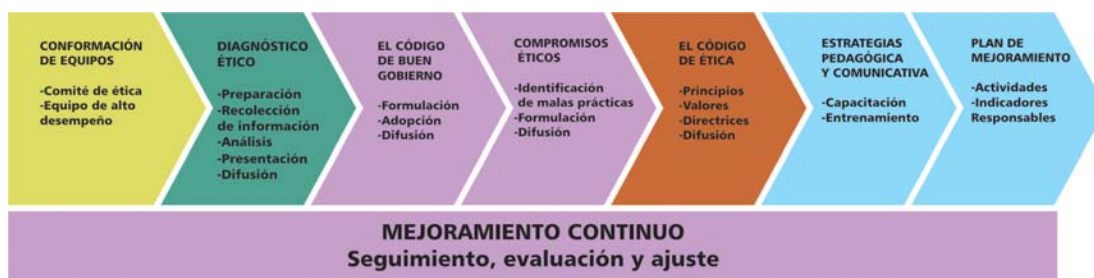 CONFORMACIÓN
DE EQUIPOS
-Comité de ética
-Equipo de alto
desempeño
DIAGNÓSTICO
ÉTICO
-Preparación
-Recolección
de información
-Análisis
-Presentación
-Difusión
EL CÓDIGO
DE BUEN
GOBIERNO
-Formulación
-Adopción
-Difusión
COMPROMISOS
ÉTICOS
-Identificación
de malas prácticas
-Formulación
-Difusión
EL CÓDIGO
DE ÉTICA
-Principios
-Valores
-Directrices
-Difusión
ESTRATEGIAS
PEDAGÓGICA
Y COMUNICATIVA
-Capacitación
-Entrenamiento
PLAN DE
MEJORAMIENTO
-Actividades
-Indicadores
Responsables
MEJORAMIENTO CONTINUO
Seguimiento, evaluación y ajuste